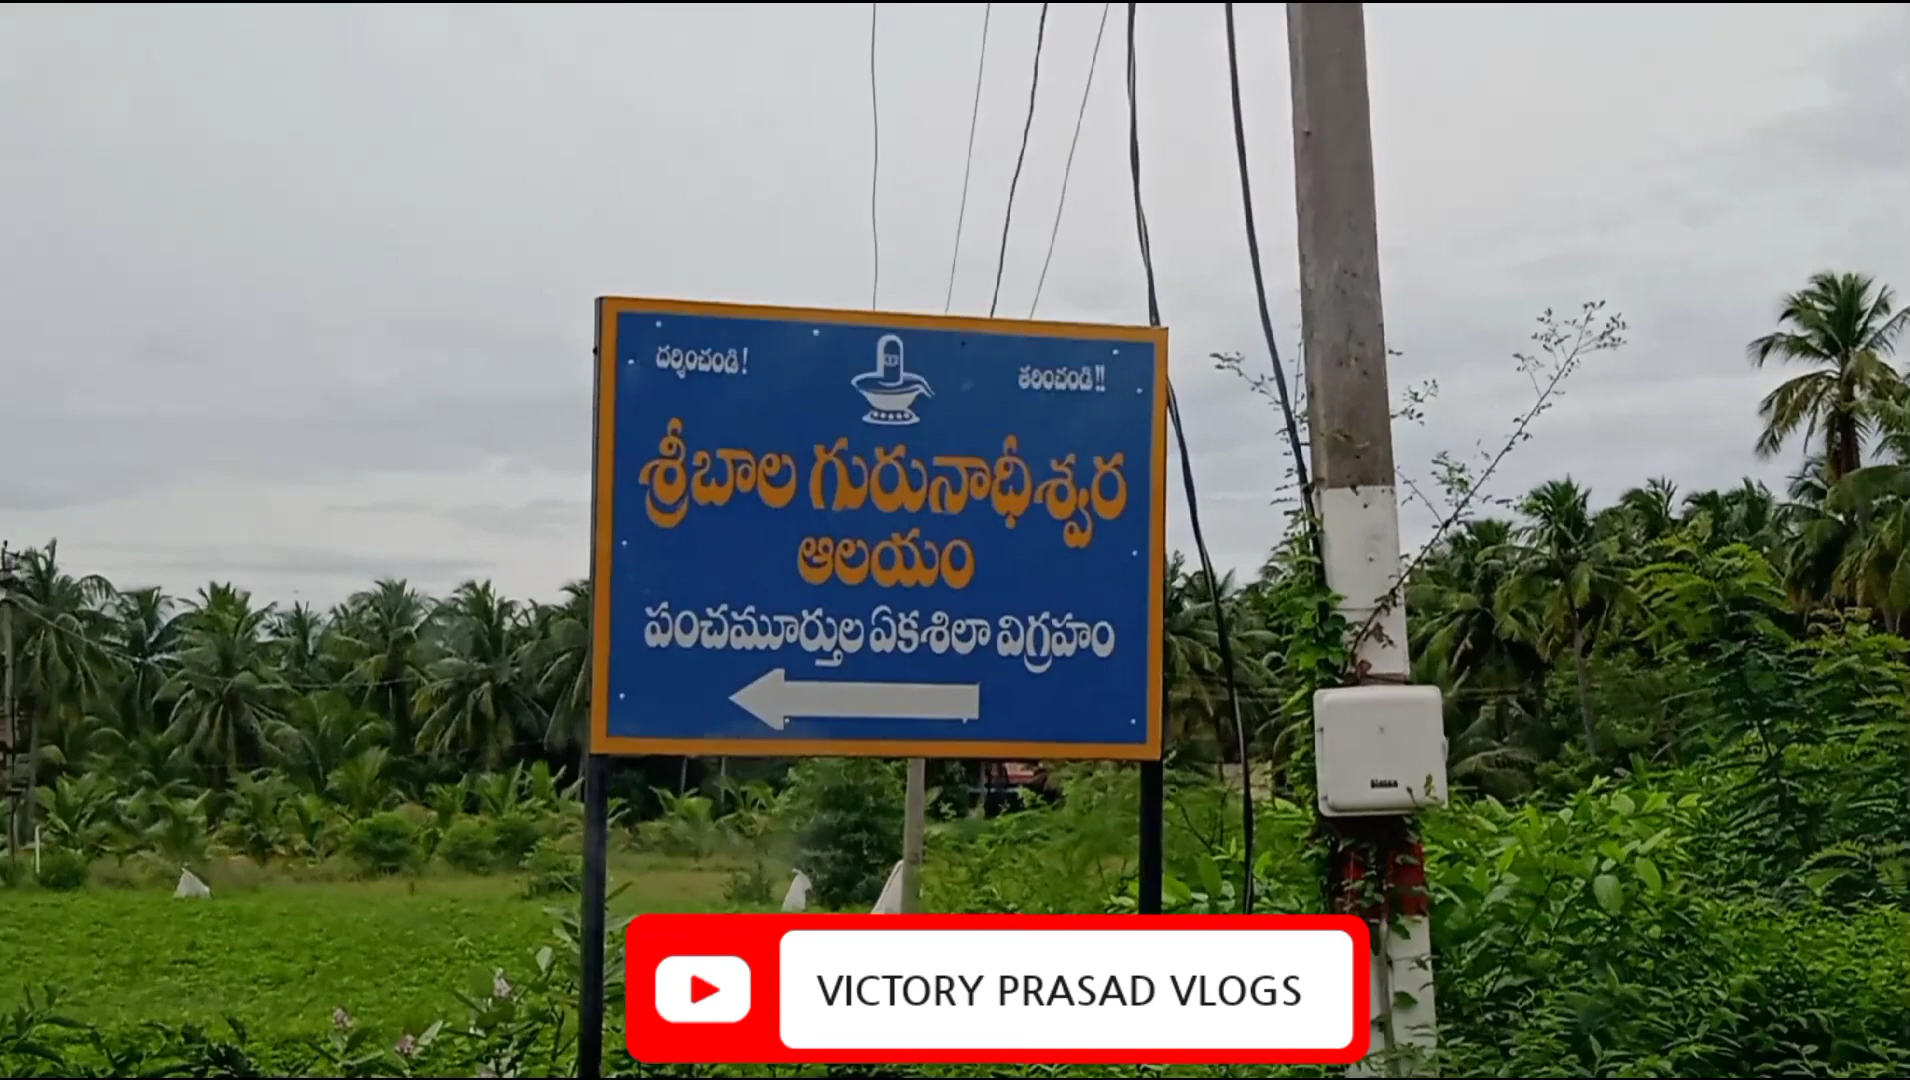 దర్శించండి!
తరించండి!!
శ్రీబాల గురునాధీశ్వర
ఆలయం
పంచమూర్తుల ఏకశిలా విగ్రహం
VICTORY PRASAD VLOGS